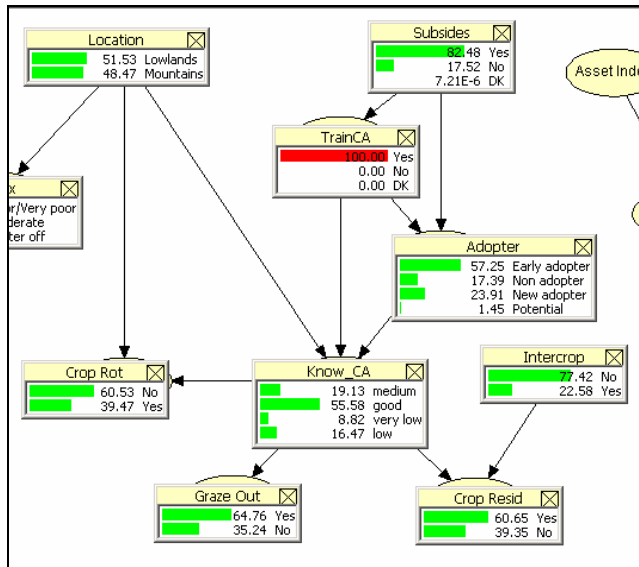 Location
51.53 Lowlands
48.47 Mountains
Subsides
82.48 Yes
17.52 No
7.21E-6 DK
Asset Inde
TrainCA
100.00 Yes
0.00 No
0.00 DK
x
or/Very poor
derate
ter off
Adopter
57.25 Early adopter
17.39 Non adopter
23.91 New adopter
1.45 Potential
Crop Rot
60.53 No
39.47 Yes
Know_CA
19.13 medium
55.58 good
8.82 very low
16.47 low
Intercrop
77.42 No
22.58 Yes
Graze Out
64.76 Yes
35.24 No
Crop Resid
60.65 Yes
39.35 No